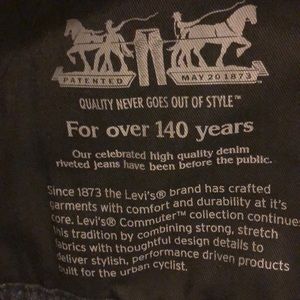 PATENTED MAY 20 1873
QUALITY NEVER GOES OUT OF STYLE™
For over 140 years
Our celebrated high quality denim
riveted jeans have been before the public.
Since 1873 the Levi's® brand has crafted
garments with comfort and durability at it's
core. Levi's® Commuter™ collection continues
this tradition by combining strong, stretch
fabrics with thoughtful design details to
deliver stylish, performance driven products
built for the urban cyclist.